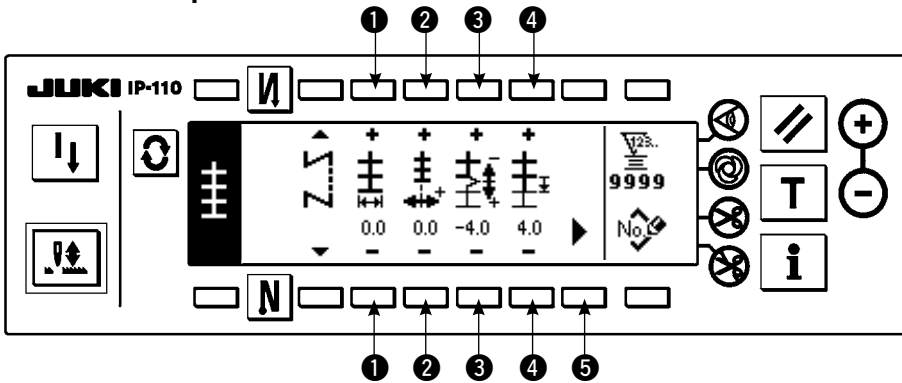 ❶ ❷ ❸ ❹
JUKI IP-110
123..
9999
0.0 0.0 -4.0 4.0
No.
T
i
❶ ❷ ❸ ❹ ❺